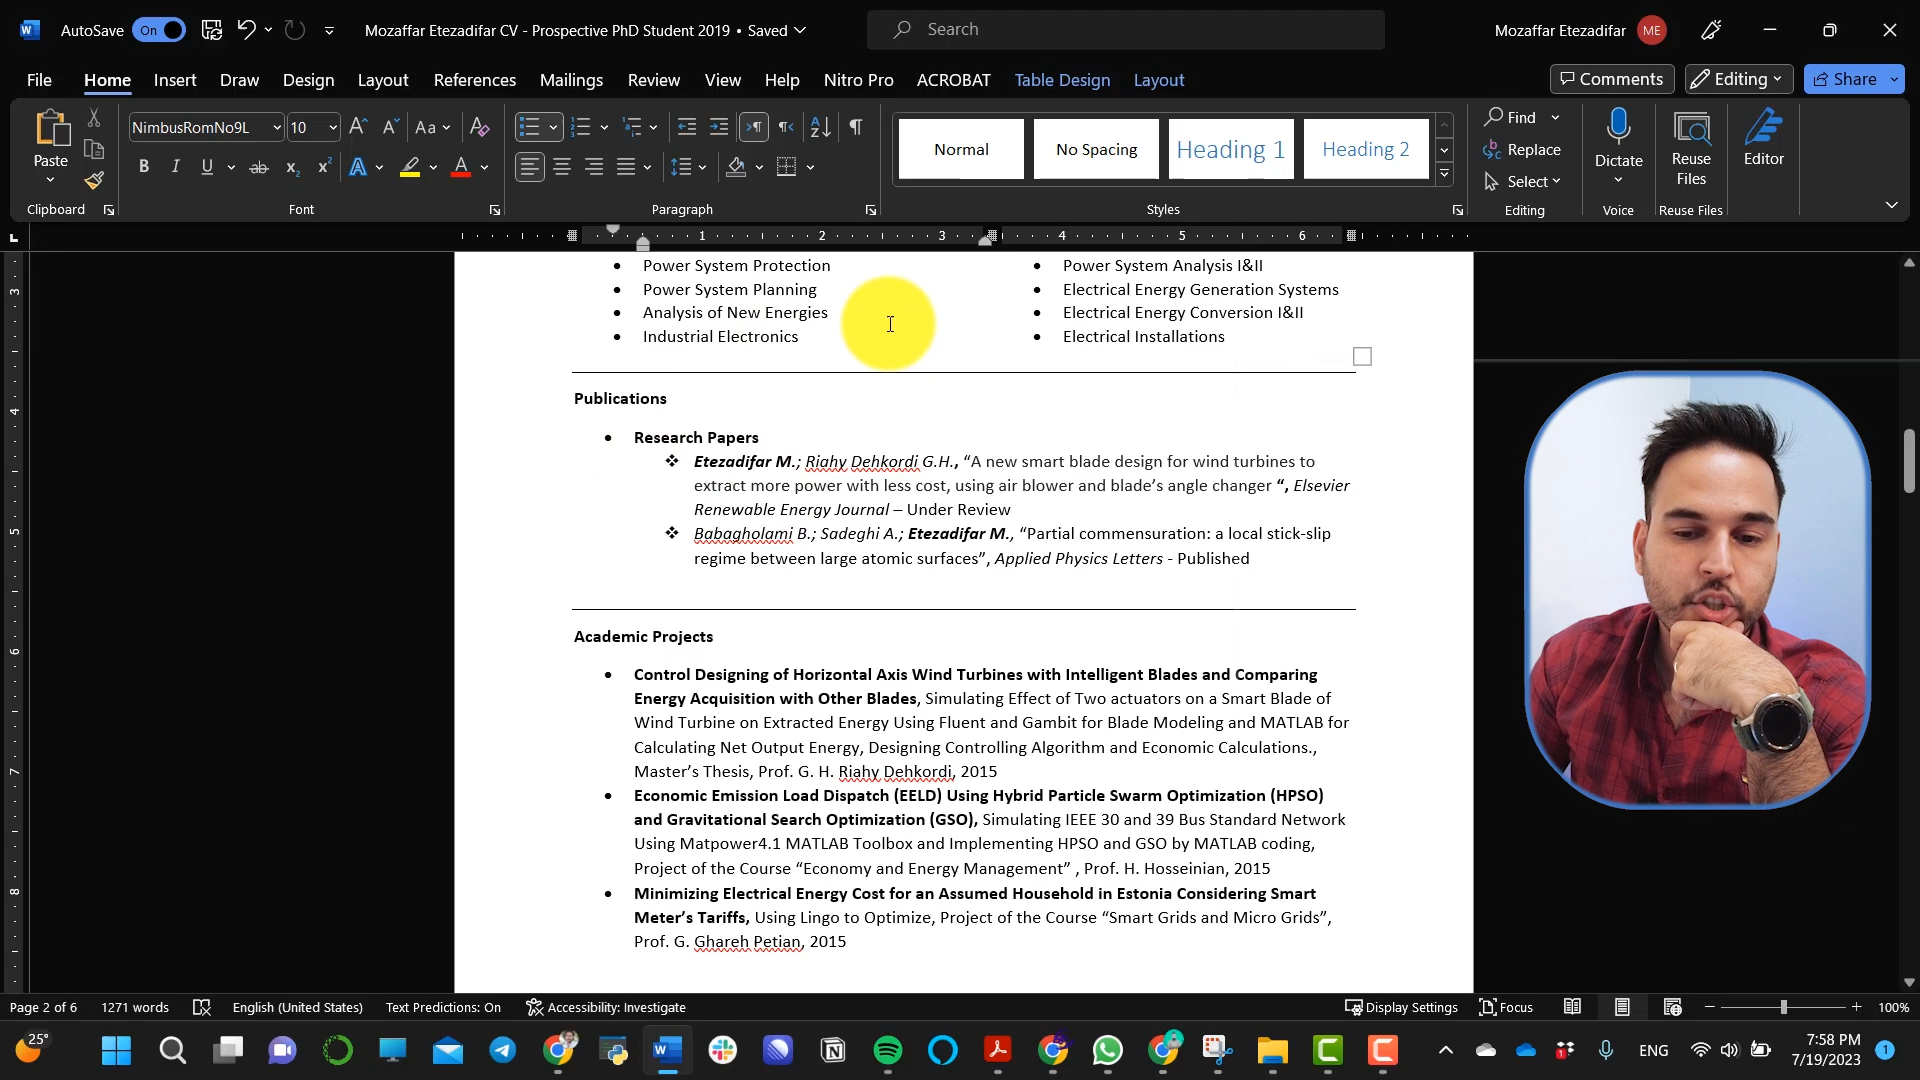 AutoSave On Mozaffar Etezadifar CV - Prospective PhD Student 2019 • Saved Search Mozaffar Etezadifar ME
File Home Insert Draw Design Layout References Mailings Review View Help Nitro Pro ACROBAT Table Design Layout Comments Editing Share
Paste NimbusRomNo9L 10 Normal No Spacing Heading 1 Heading 2 Find Replace Select Dictate Reuse Files Editor
Clipboard Font Paragraph Styles Editing Voice Reuse Files
1 2 3 4 5 6
• Power System Protection • Power System Analysis I&II
• Power System Planning • Electrical Energy Generation Systems
• Analysis of New Energies • Electrical Energy Conversion I&II
• Industrial Electronics • Electrical Installations
Publications
• Research Papers
❖ Etezadifar M.; Riahy Dehkordi G.H., “A new smart blade design for wind turbines to
extract more power with less cost, using air blower and blade’s angle changer “, Elsevier
Renewable Energy Journal – Under Review
❖ Babagholami B.; Sadeghi A.; Etezadifar M., “Partial commensuration: a local stick-slip
regime between large atomic surfaces”, Applied Physics Letters - Published
Academic Projects
• Control Designing of Horizontal Axis Wind Turbines with Intelligent Blades and Comparing
Energy Acquisition with Other Blades, Simulating Effect of Two actuators on a Smart Blade of
Wind Turbine on Extracted Energy Using Fluent and Gambit for Blade Modeling and MATLAB for
Calculating Net Output Energy, Designing Controlling Algorithm and Economic Calculations.,
Master’s Thesis, Prof. G. H. Riahy Dehkordi, 2015
• Economic Emission Load Dispatch (EELD) Using Hybrid Particle Swarm Optimization (HPSO)
and Gravitational Search Optimization (GSO), Simulating IEEE 30 and 39 Bus Standard Network
Using Matpower4.1 MATLAB Toolbox and Implementing HPSO and GSO by MATLAB coding,
Project of the Course “Economy and Energy Management” , Prof. H. Hosseinian, 2015
• Minimizing Electrical Energy Cost for an Assumed Household in Estonia Considering Smart
Meter’s Tariffs, Using Lingo to Optimize, Project of the Course “Smart Grids and Micro Grids”,
Prof. G. Ghareh Petian, 2015
3
4
5
6
7
8
Page 2 of 6 1271 words English (United States) Text Predictions: On Accessibility: Investigate Display Settings Focus 100%
25° ENG 7:58 PM
7/19/2023 1